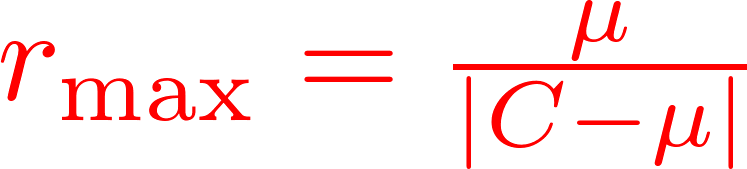 r_max = μ / |C−μ|